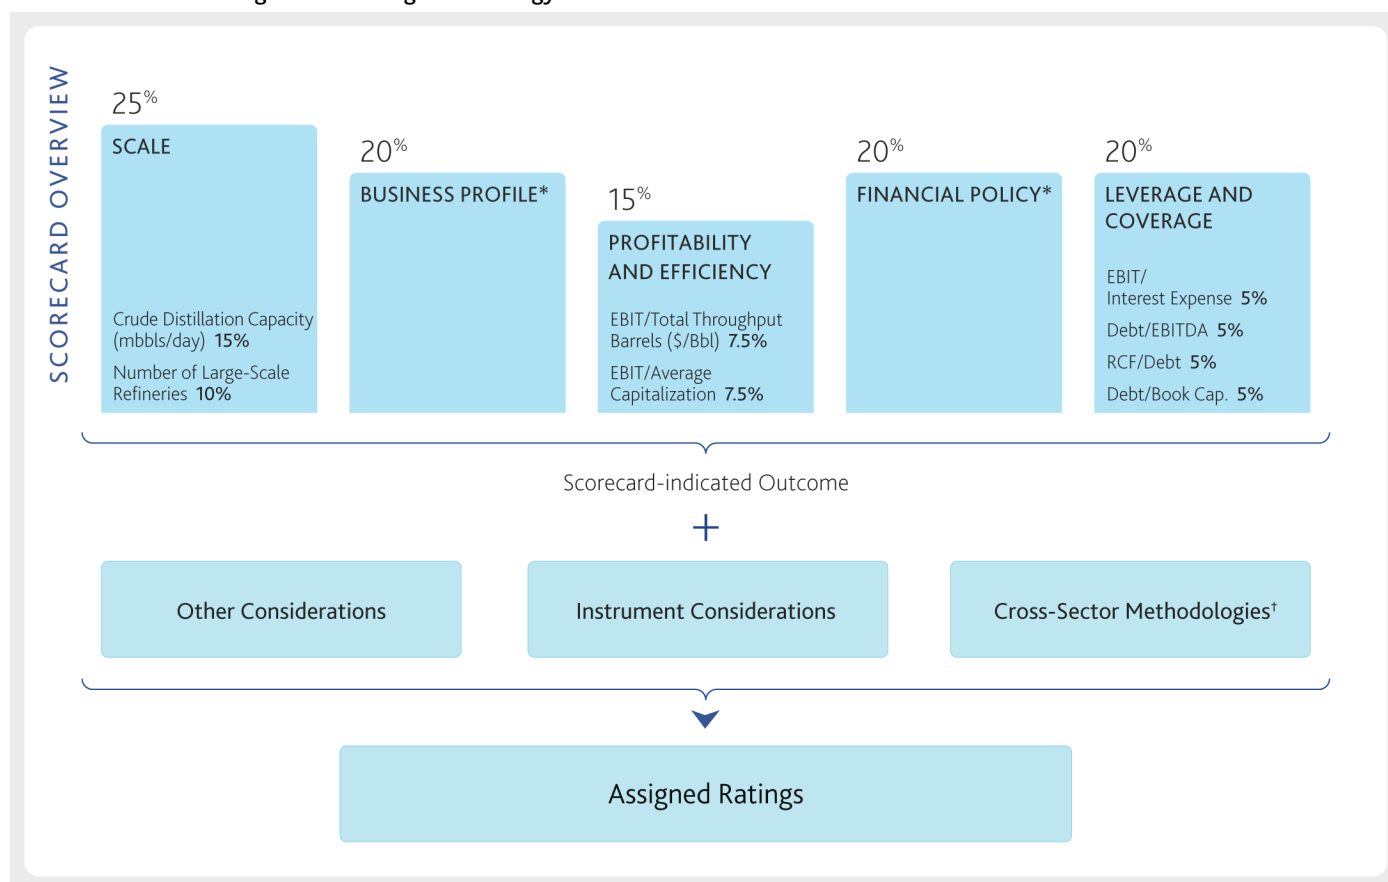 SCORECARD OVERVIEW
25%
SCALE
Crude Distillation Capacity
(mbbls/day) 15%
Number of Large-Scale
Refineries 10%
20%
BUSINESS PROFILE*
15%
PROFITABILITY
AND EFFICIENCY
EBIT/Total Throughput
Barrels ($/Bbl) 7.5%
EBIT/Average
Capitalization 7.5%
20%
FINANCIAL POLICY*
20%
LEVERAGE AND
COVERAGE
EBIT/
Interest Expense 5%
Debt/EBITDA 5%
RCF/Debt 5%
Debt/Book Cap. 5%
Scorecard-indicated Outcome
+
Other Considerations
Instrument Considerations
Cross-Sector Methodologies†
Assigned Ratings